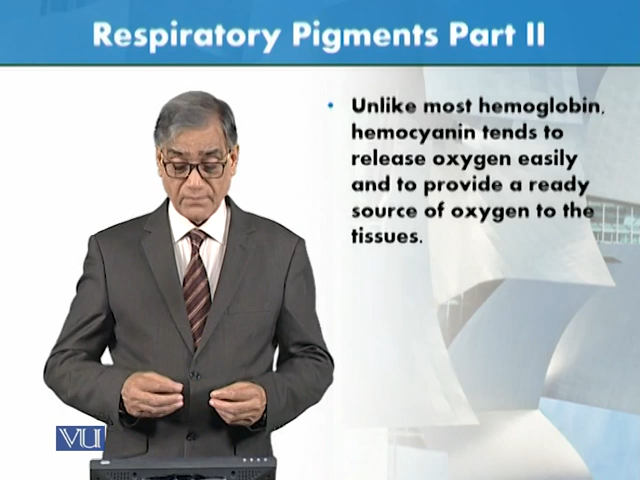 Respiratory Pigments Part II
• Unlike most hemoglobin,
hemocyanin tends to
release oxygen easily
and to provide a ready
source of oxygen to the
tissues.
VU